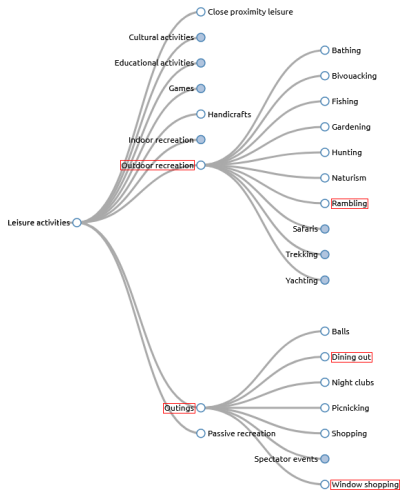 Close proximity leisure
Cultural activities
Bathing
Educational activities
Bivouacking
Games
Fishing
Handicrafts
Gardening
Indoor recreation
Hunting
Outdoor recreation
Naturism
Rambling
Leisure activities
Safaris
Trekking
Yachting
Balls
Dining out
Night clubs
Outings
Picnicking
Passive recreation
Shopping
Spectator events
Window shopping